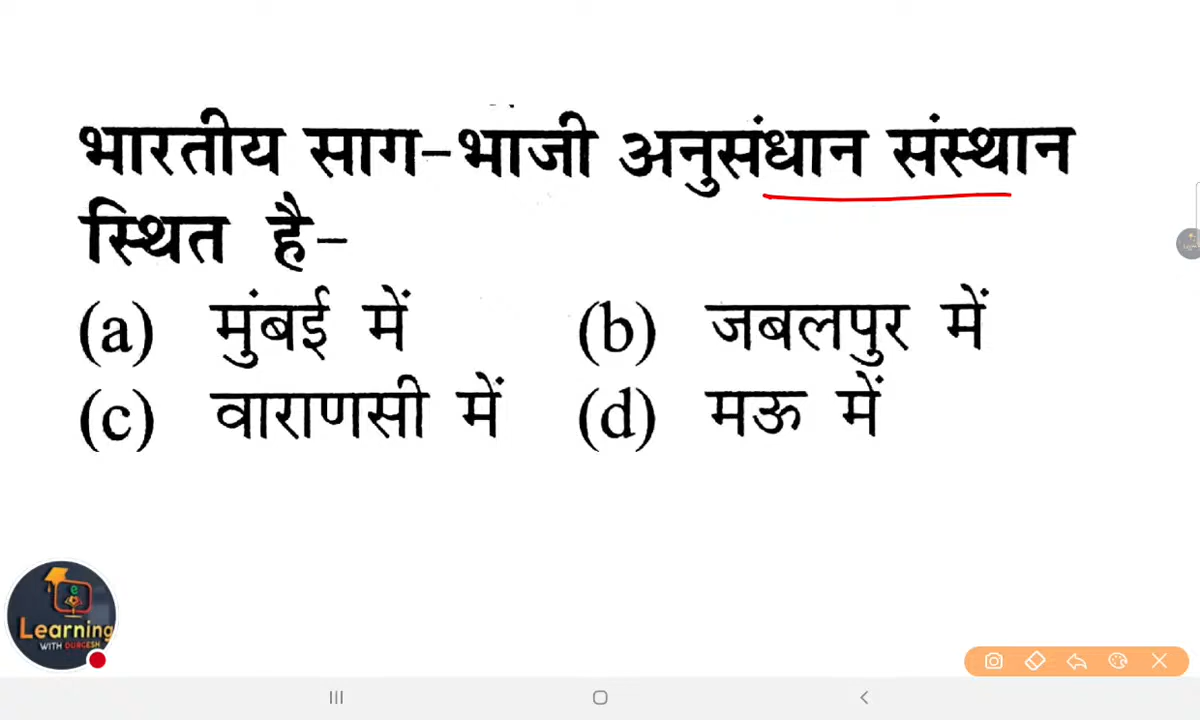 भारतीय साग-भाजी अनुसंधान संस्थान
स्थित है-
(a) मुंबई में (b) जबलपुर में
(c) वाराणसी में (d) मऊ में
e
Learning
WITH DURGESH